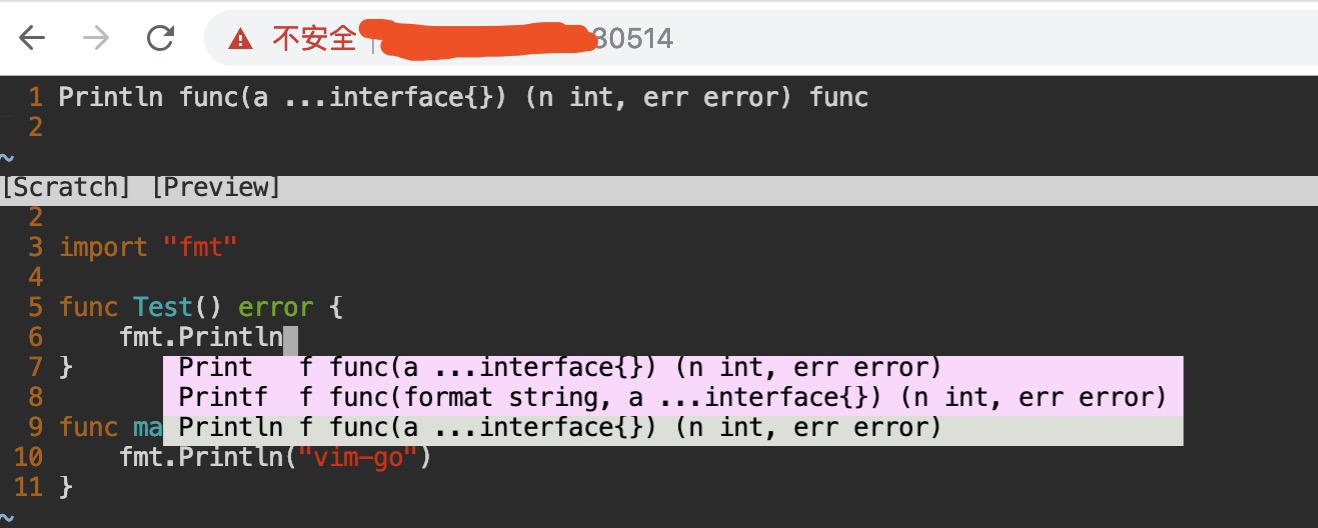 不安全 30514
1 Println func(a ...interface{}) (n int, err error) func
2
~
[Scratch] [Preview]
2
3 import "fmt"
4
5 func Test() error {
6 fmt.Println
7 } Print f func(a ...interface{}) (n int, err error)
8 Printf f func(format string, a ...interface{}) (n int, err error)
9 func ma Println f func(a ...interface{}) (n int, err error)
10 fmt.Println("vim-go")
11 }
~